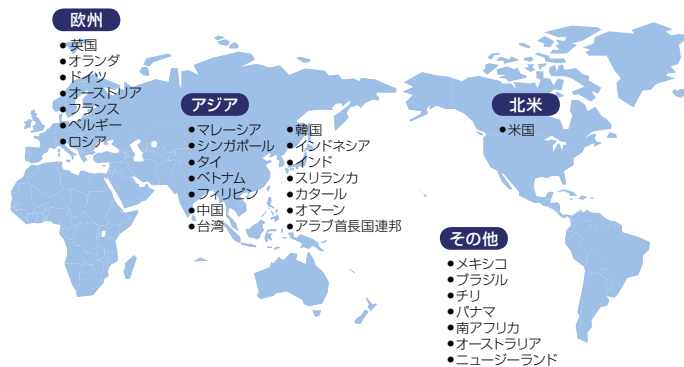 欧州
●英国
●オランダ
●ドイツ
●オーストリア
●フランス
●ベルギー
●ロシア
アジア
●マレーシア
●シンガポール
●タイ
●ベトナム
●フィリピン
●中国
●台湾
●韓国
●インドネシア
●インド
●スリランカ
●カタール
●オマーン
●アラブ首長国連邦
北米
●米国
その他
●メキシコ
●ブラジル
●チリ
●パナマ
●南アフリカ
●オーストラリア
●ニュージーランド